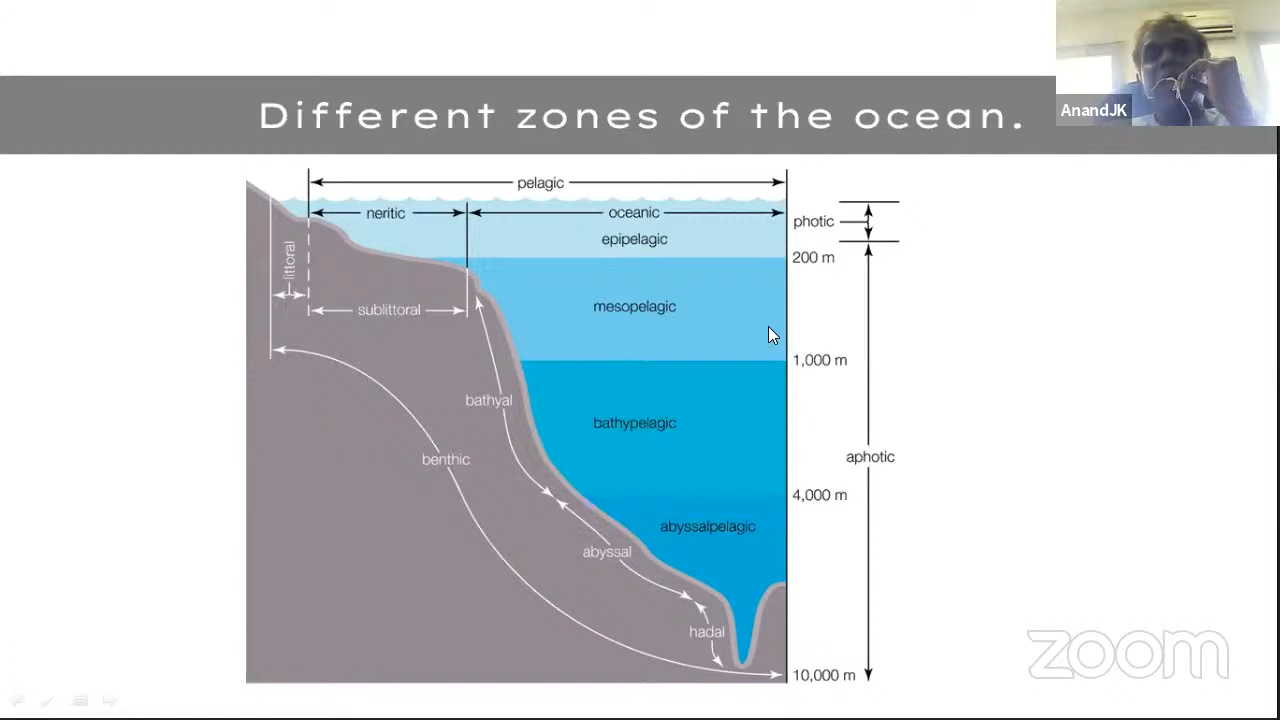 AnandJK
Different zones of the ocean.
pelagic
neritic
oceanic
photic
epipelagic
200 m
littoral
sublittoral
mesopelagic
1,000 m
bathyal
bathypelagic
benthic
aphotic
4,000 m
abyssalpelagic
abyssal
hadal
10,000 m
zoom